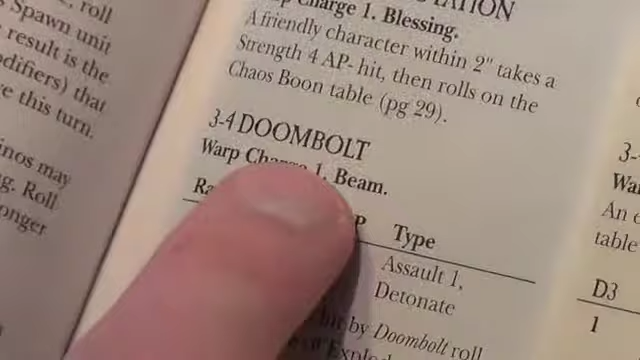 , roll
Spawn unit
result is the
difiers) that
e this turn.
inos may
g. Roll
onger
Charge 1. Blessing.
A friendly character within 2" takes a
Strength 4 AP- hit, then rolls on the
Chaos Boon table (pg 29).
3-4 DOOMBOLT
Warp Charge 1. Beam.
Ra P Type
Assault 1,
Detonate
by Doombolt roll
3-
An e
table
D3
1